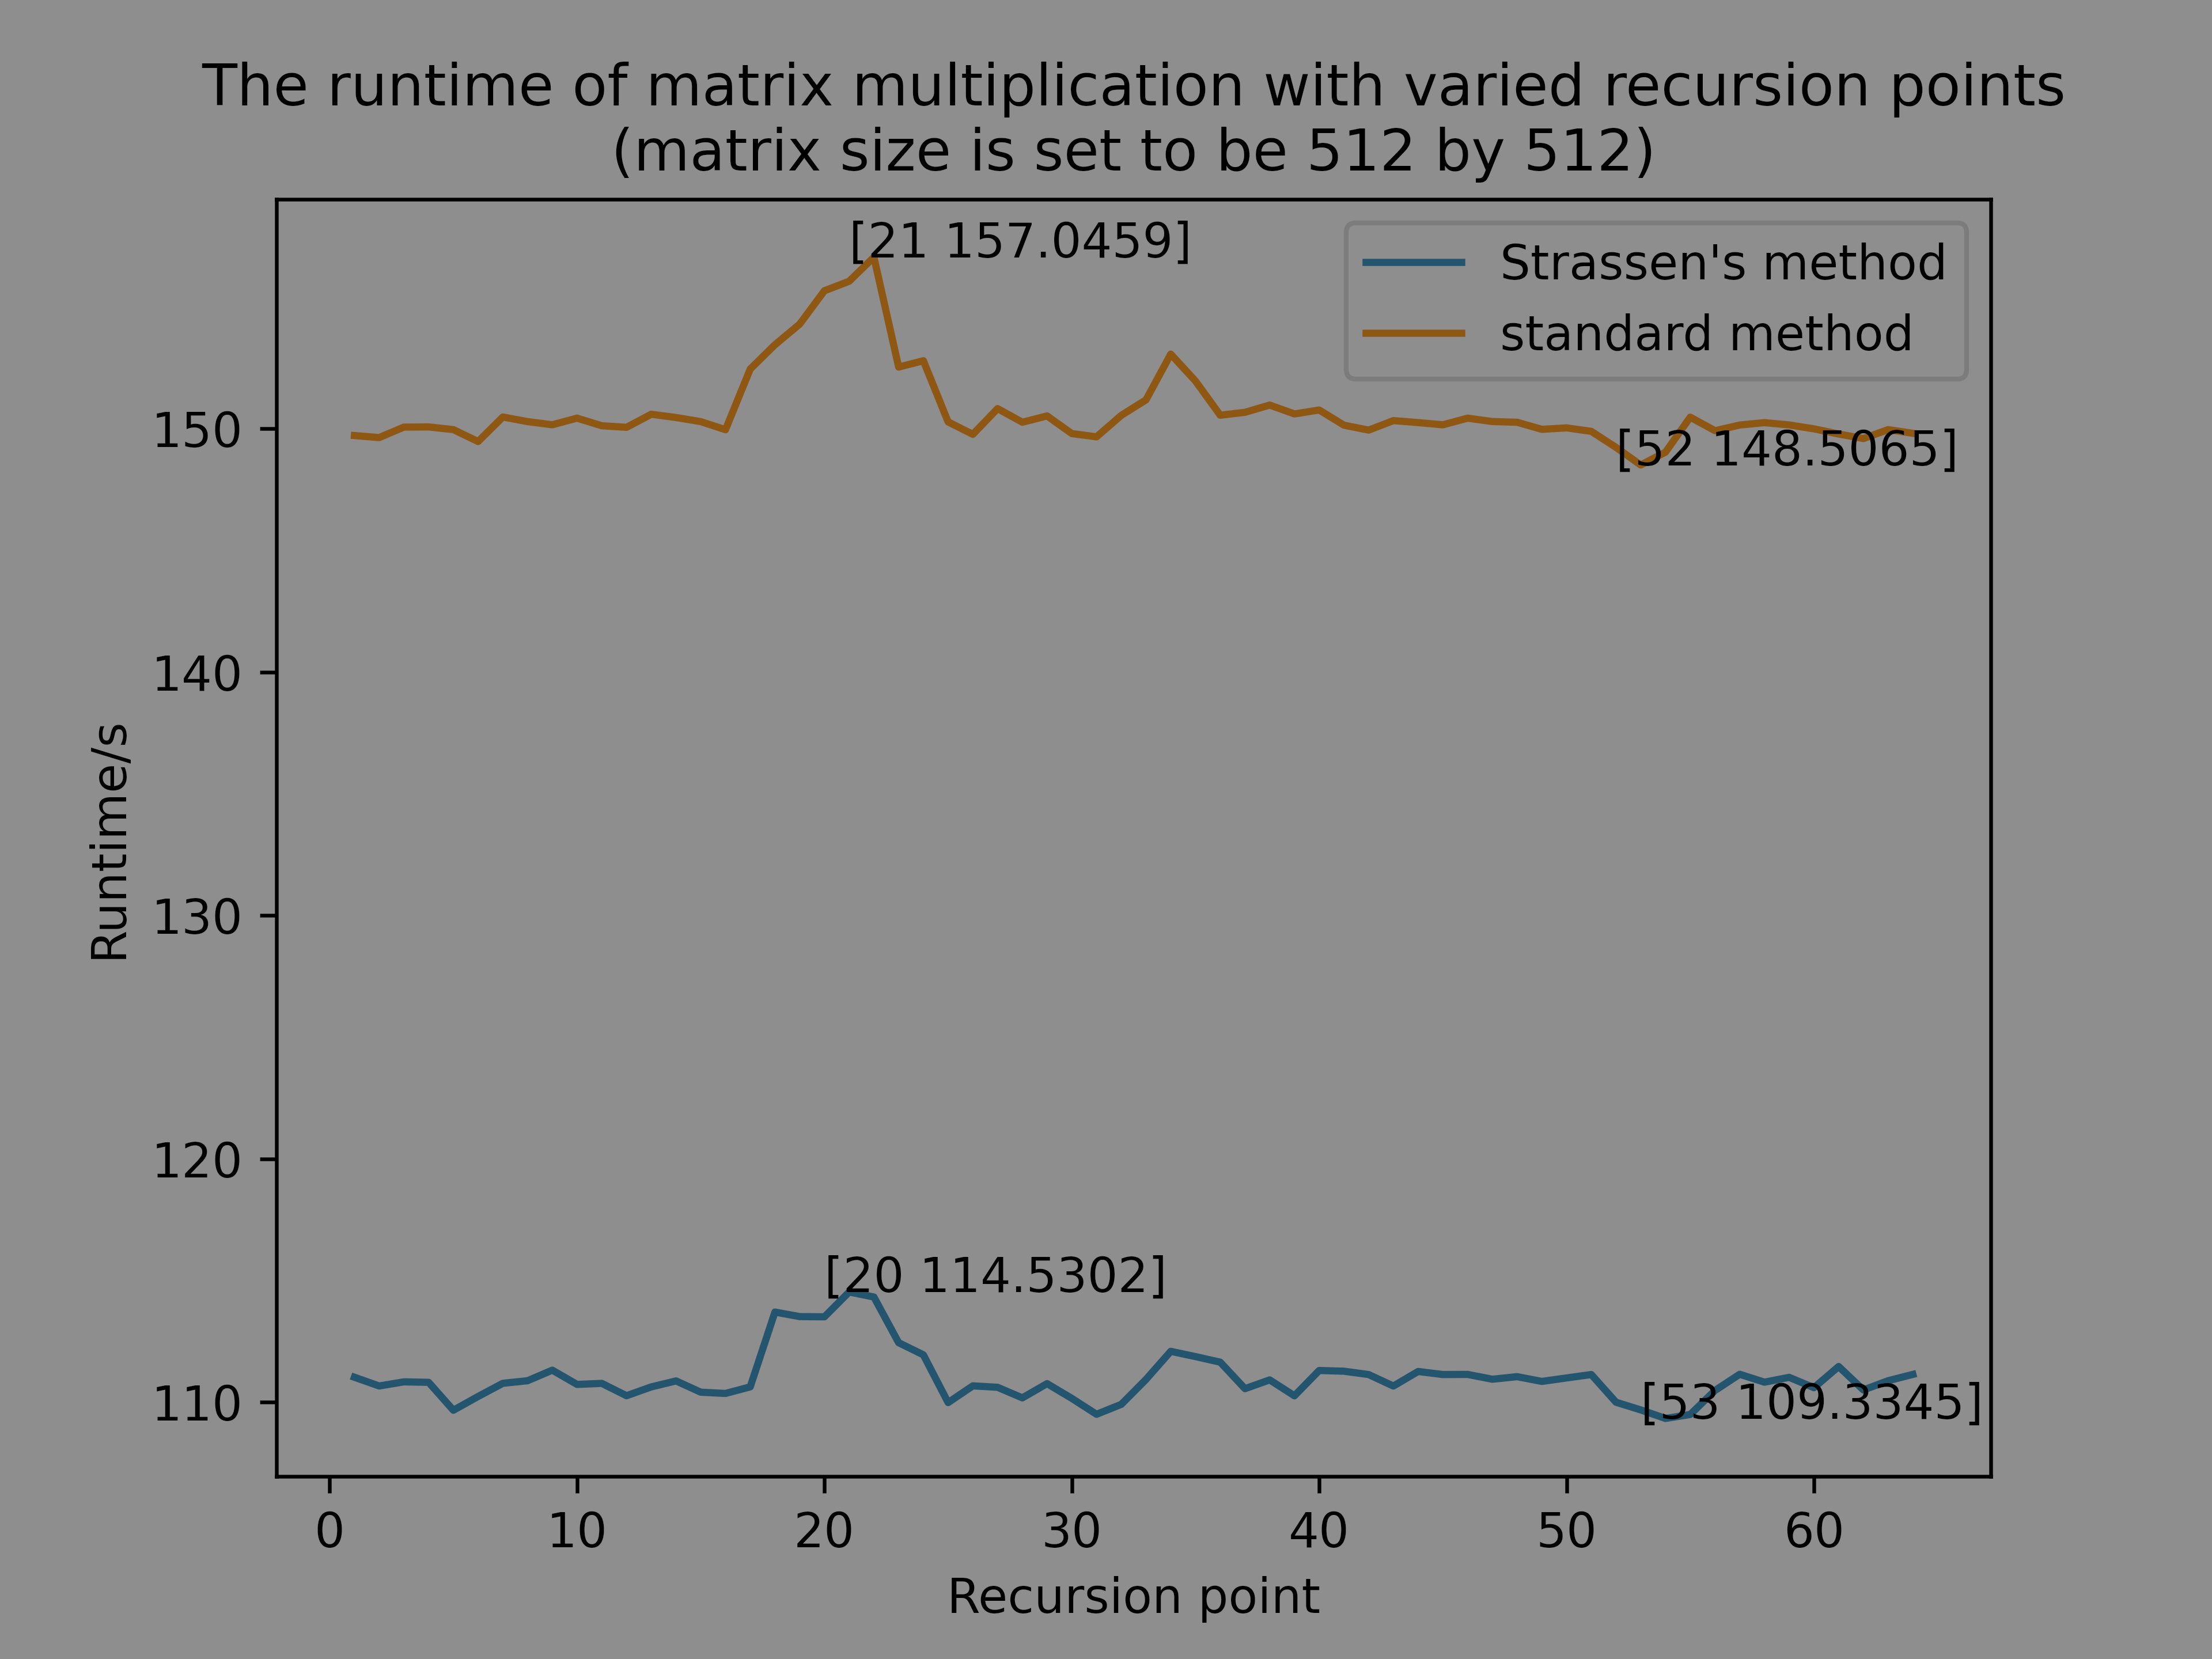 The runtime of matrix multiplication with varied recursion points
(matrix size is set to be 512 by 512)
[21 157.0459]
Strassen's method
standard method
[52 148.5065]
[20 114.5302]
[53 109.3345]
150
140
130
120
110
Runtime/s
0 10 20 30 40 50 60
Recursion point